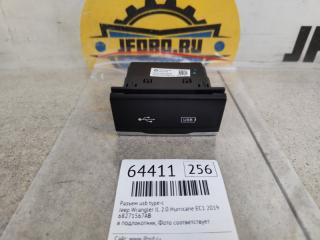 JFORO.RU
USB
64411 256
Разъем usb type-c
Jeep Wrangler JL 2.0 Hurricane EC1 2019
68271567AB
в подлокотник, Фото соответствует